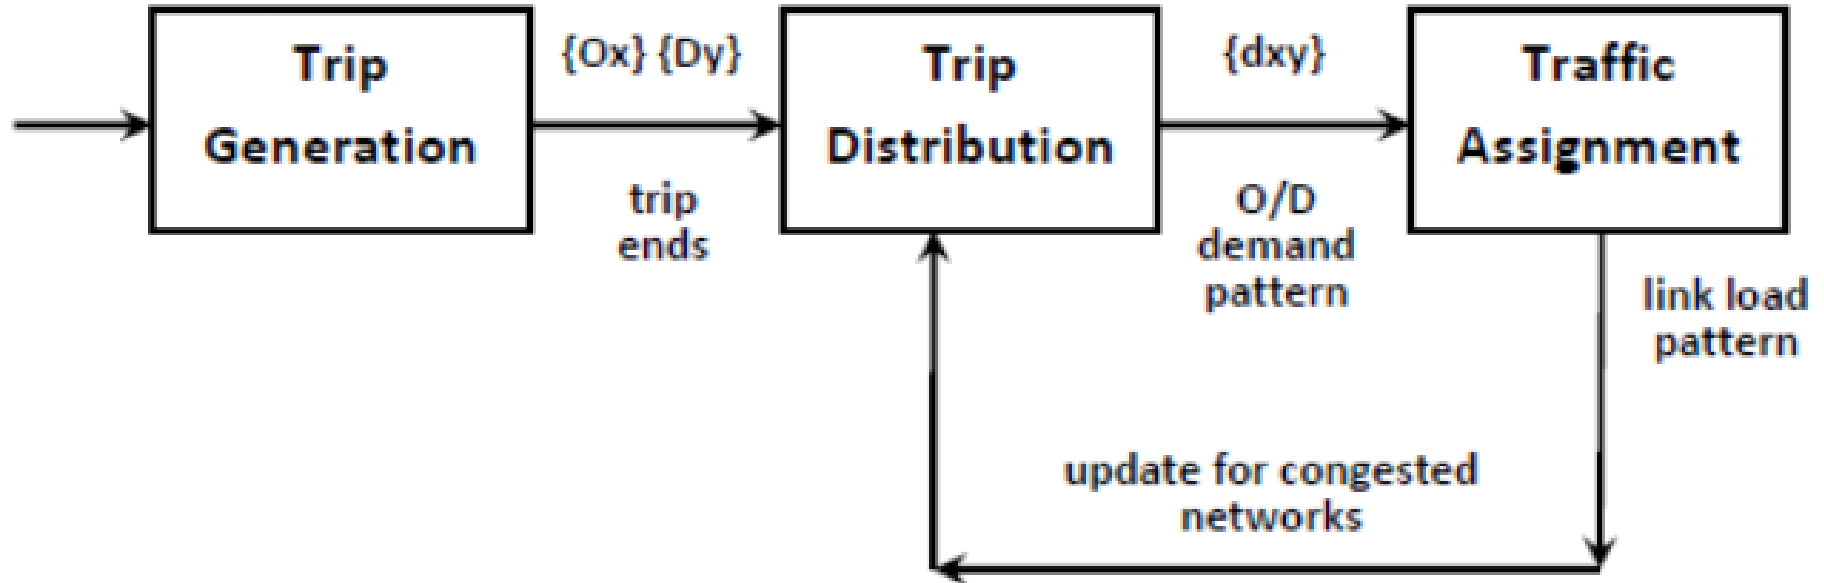 Trip
Generation
{Ox} {Dy}
trip
ends
Trip
Distribution
{dxy}
O/D
demand
pattern
Traffic
Assignment
link load
pattern
update for congested
networks